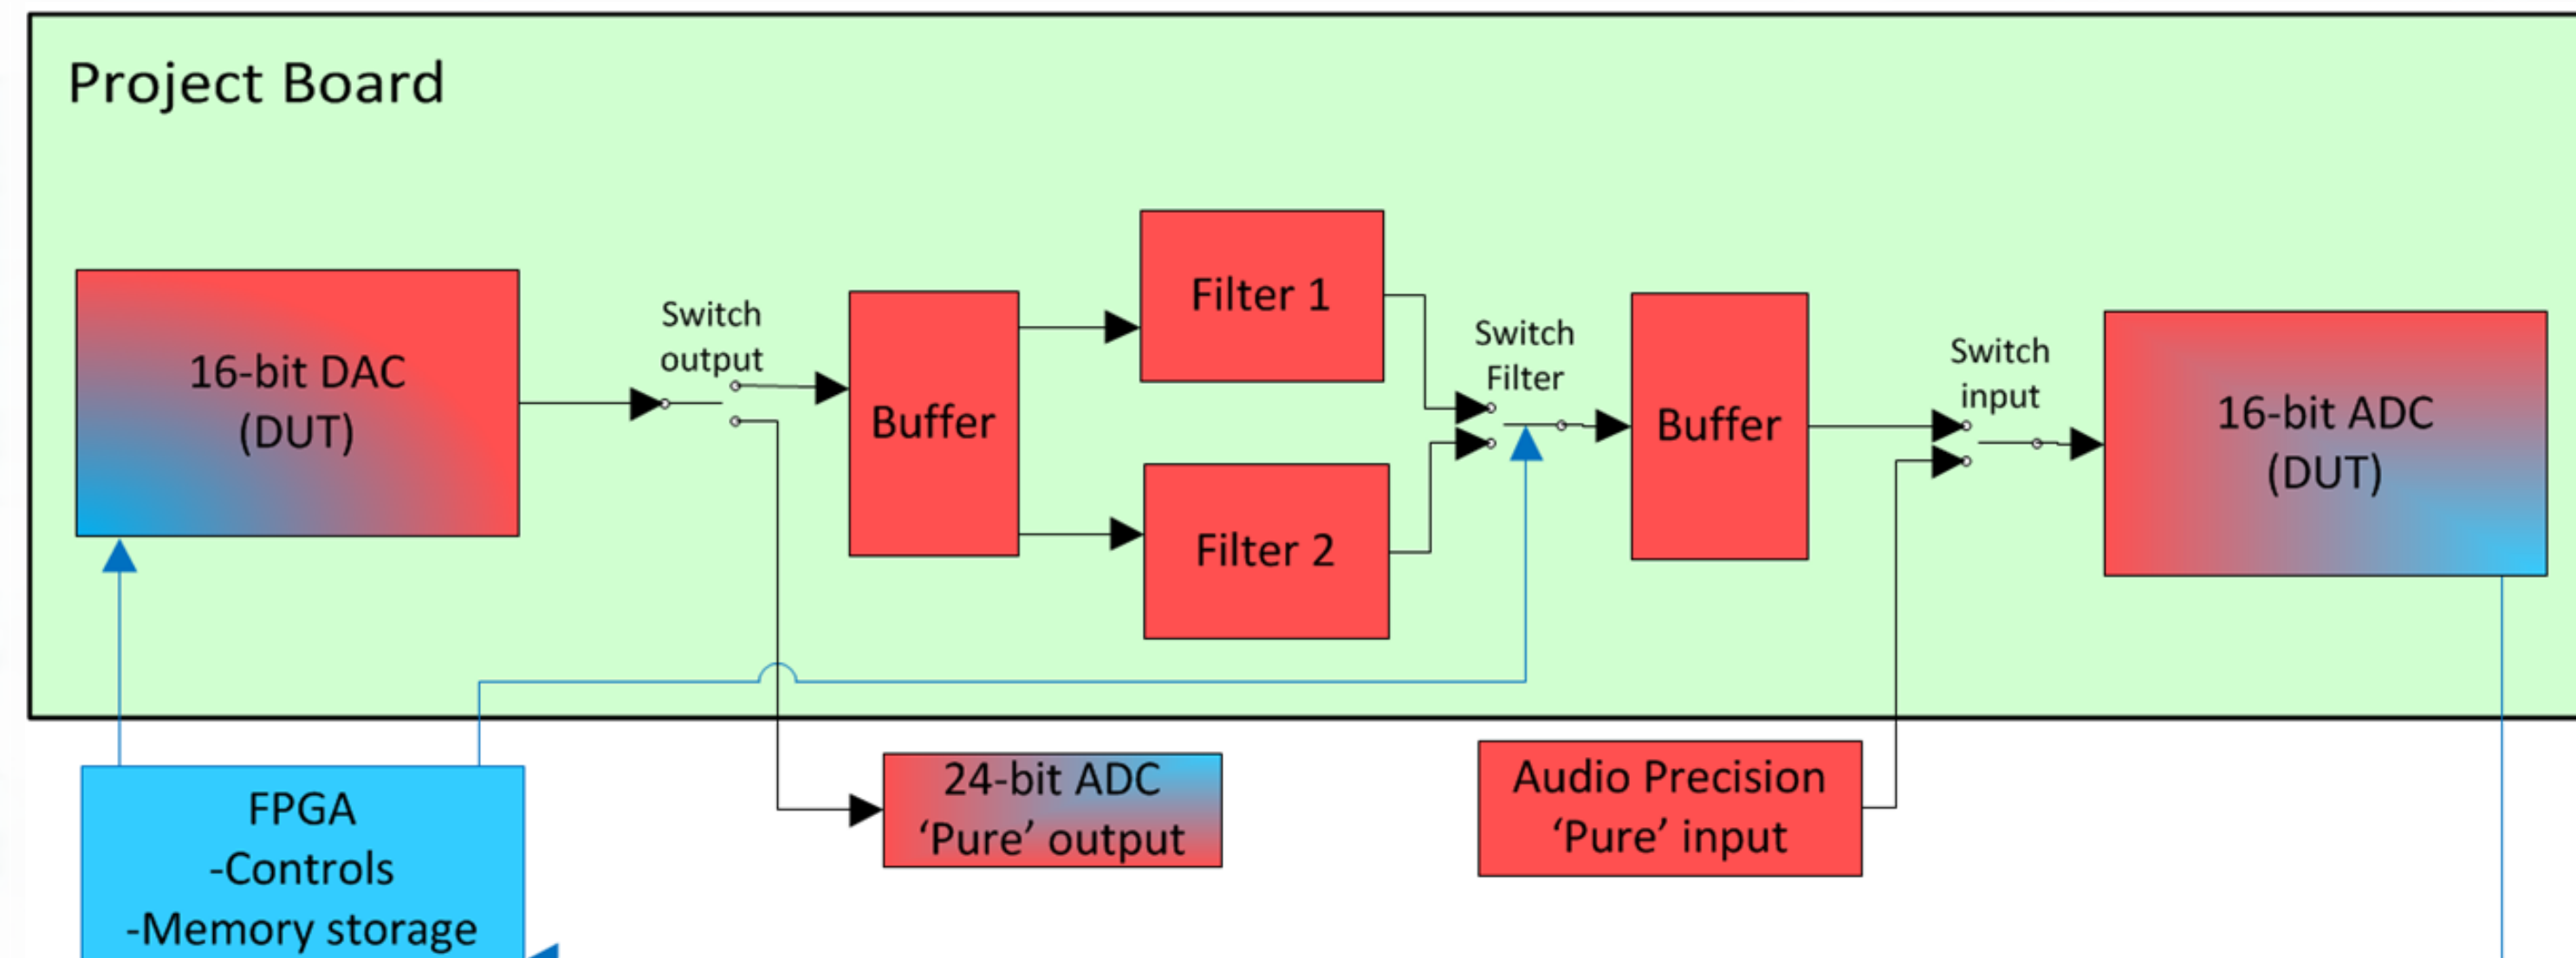 Project Board
16-bit DAC
(DUT)
Switch
output
Buffer
Filter 1
Filter 2
Switch
Filter
Buffer
Switch
input
16-bit ADC
(DUT)
FPGA
-Controls
-Memory storage
24-bit ADC
‘Pure’ output
Audio Precision
‘Pure’ input